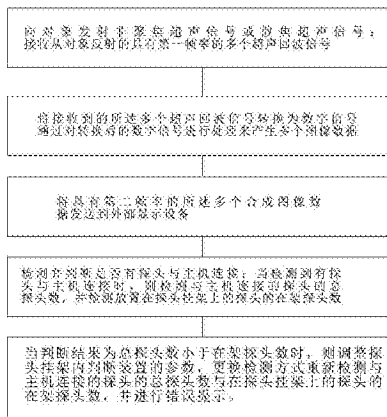 向对象发射非聚焦超声信号或散焦超声信号；
接收从对象反射的具有第一帧率的多个超声回波信号
将接收到的所述多个超声回波信号转换为数字信号
通过对转换后的数字信号进行处理来产生多个图像数据
将具有第二帧率的所述多个合成图像数
据发送到外部显示设备
检测并判断是否有探头与主机连接；当检测到有探
头与主机连接时，则检测与主机连接的探头的总
探头数，并检测放置在探头挂架上的探头的在架探头数
当判断结果为总探头数小于在架探头数时，则调整探
头挂架内判断装置的参数，更换检测方式重新检测与
主机连接的探头的总探头数与在探头挂架上的探头的
在架探头数，并进行错误提示。